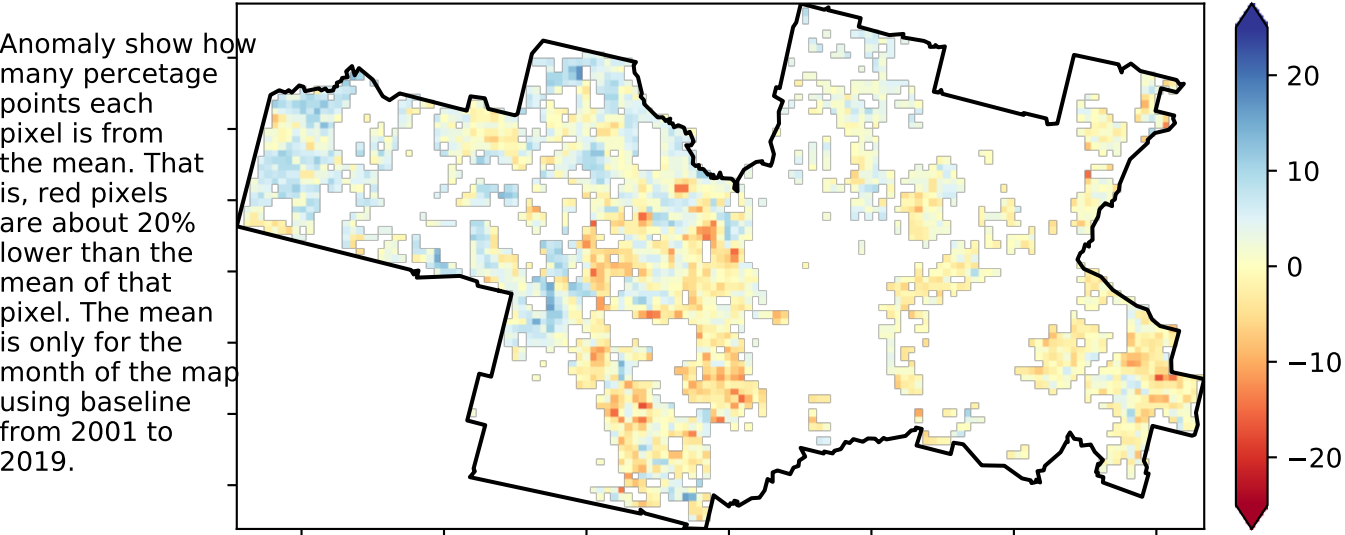 Anomaly show how
many percetage
points each
pixel is from
the mean. That
is, red pixels
are about 20%
lower than the
mean of that
pixel. The mean
is only for the
month of the map
using baseline
from 2001 to
2019.
20
10
0
−10
−20